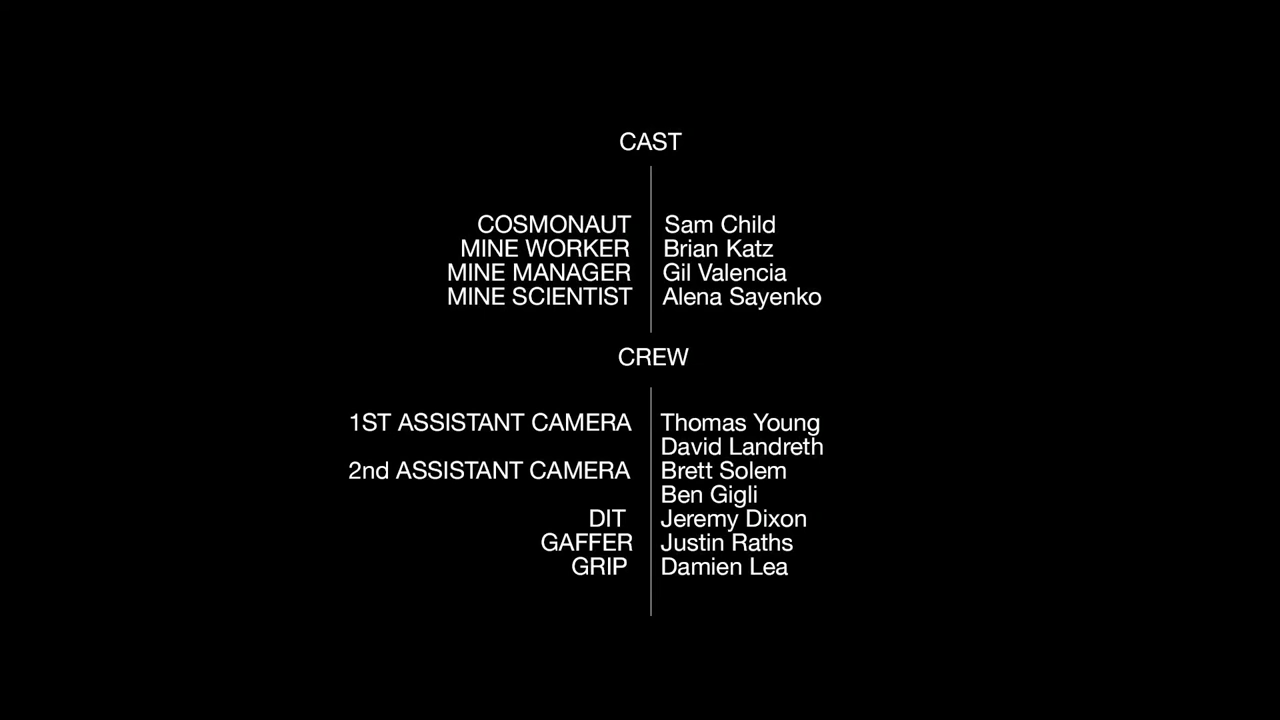 CAST
COSMONAUT Sam Child
MINE WORKER Brian Katz
MINE MANAGER Gil Valencia
MINE SCIENTIST Alena Sayenko
CREW
1ST ASSISTANT CAMERA Thomas Young
David Landreth
2nd ASSISTANT CAMERA Brett Solem
Ben Gigli
DIT Jeremy Dixon
GAFFER Justin Raths
GRIP Damien Lea